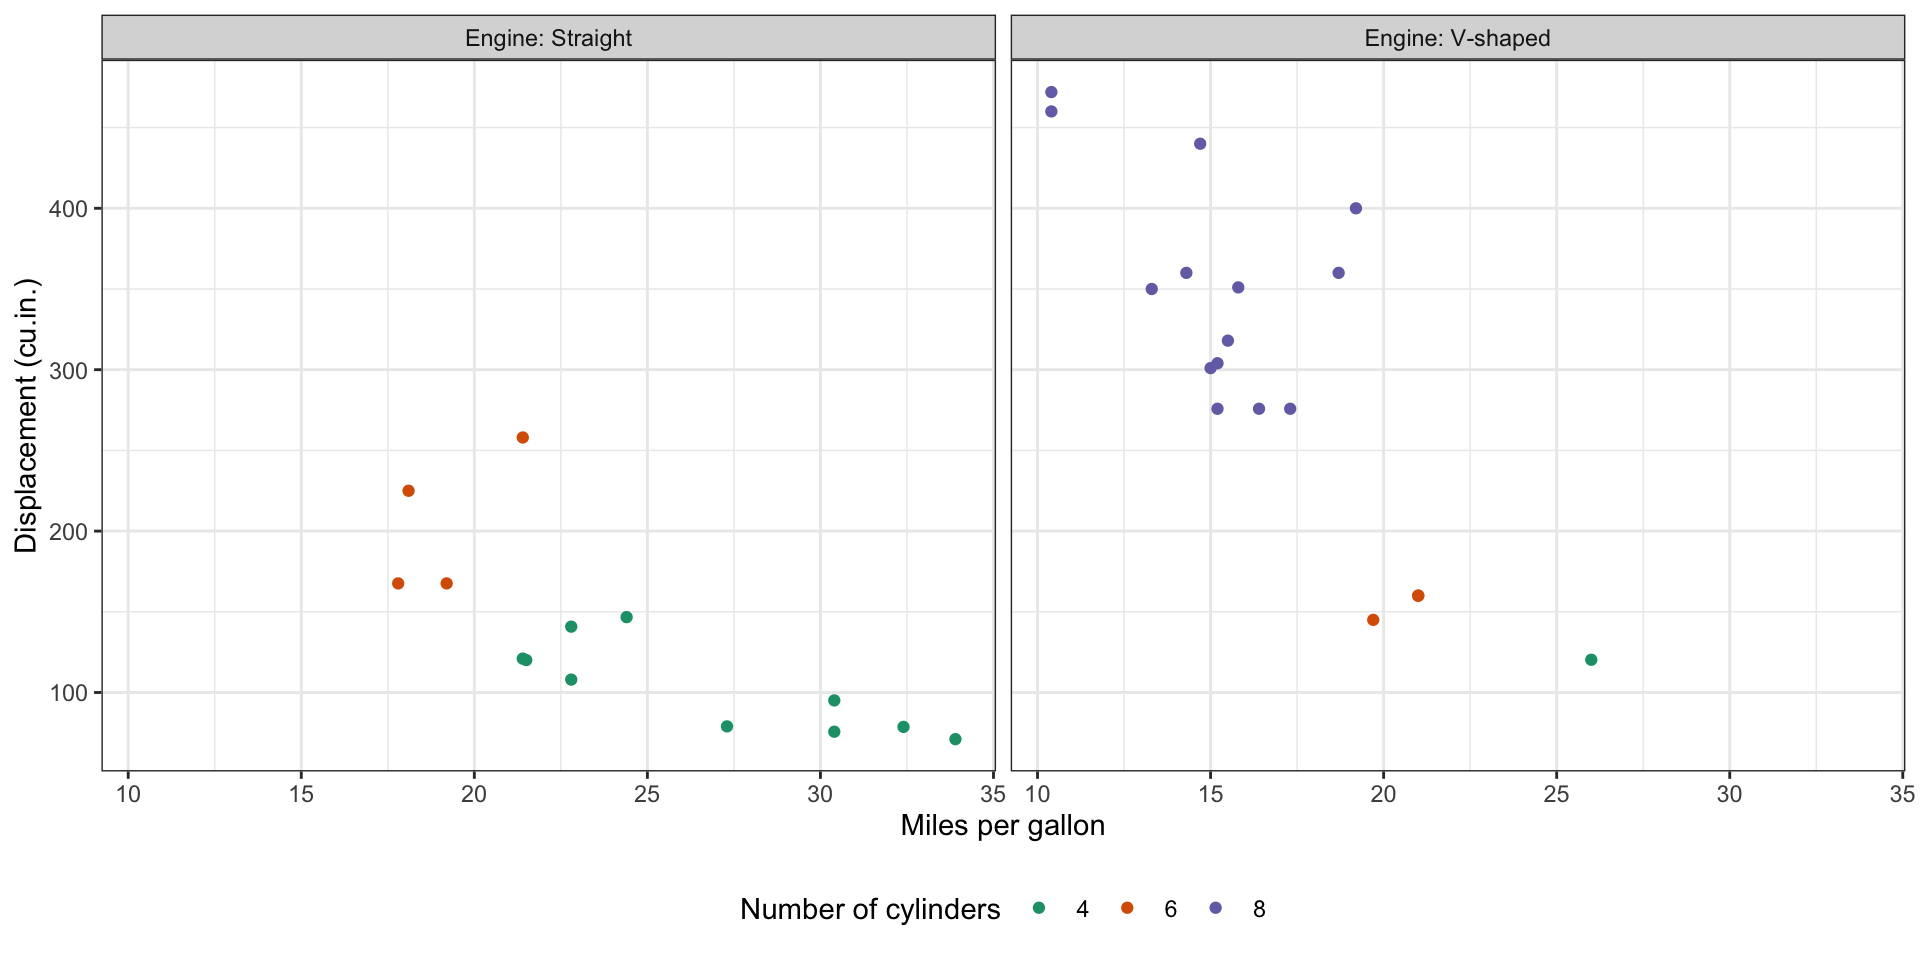 Engine: Straight
Engine: V-shaped
Displacement (cu.in.)
400
300
200
100
10 15 20 25 30 35
10 15 20 25 30 35
Miles per gallon
Number of cylinders 4 6 8